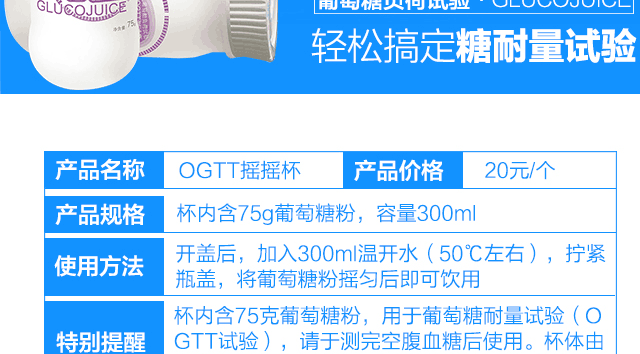 GLUCOJUICE
75g
葡萄糖负荷试验·GLUCOJUICE
轻松搞定糖耐量试验
产品名称 OGTT摇摇杯 产品价格 20元/个
产品规格 杯内含75g葡萄糖粉，容量300ml
使用方法 开盖后，加入300ml温开水（50℃左右），拧紧
瓶盖，将葡萄糖粉摇匀后即可饮用
特别提醒 杯内含75克葡萄糖粉，用于葡萄糖耐量试验（O
GTT试验），请于测完空腹血糖后使用。杯体由